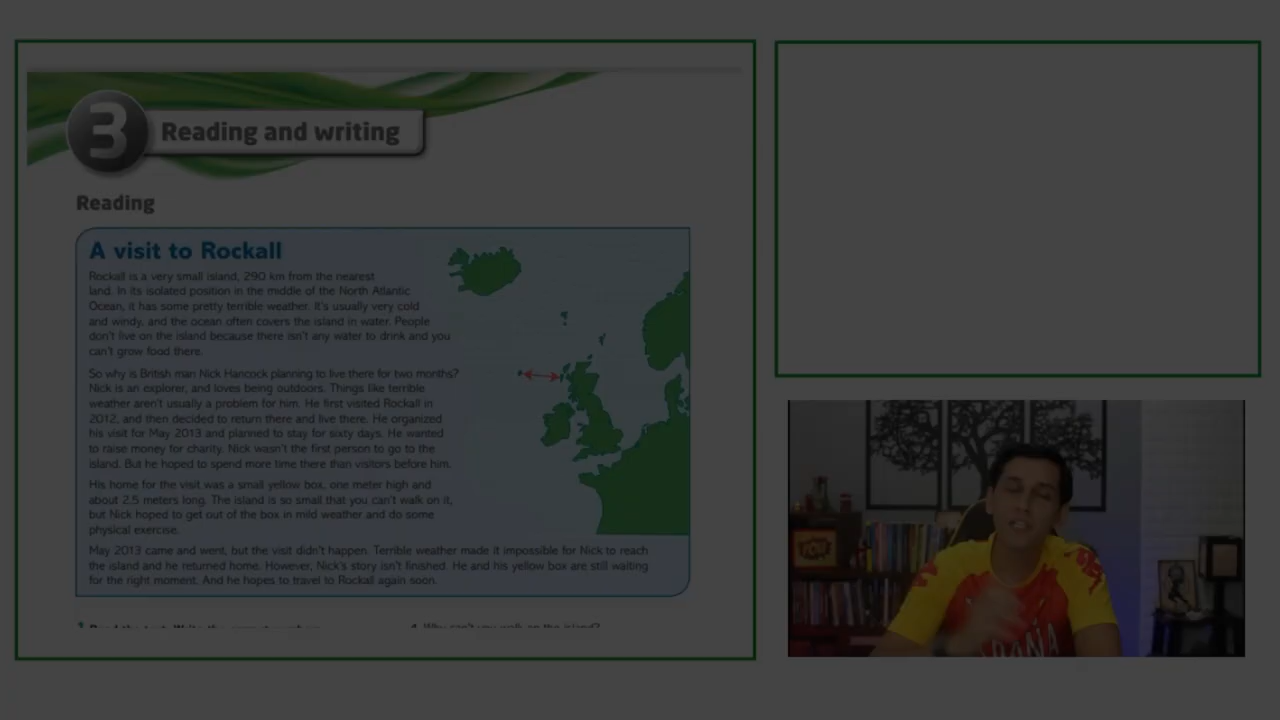 3
Reading and writing
Reading
A visit to Rockall
Rockall is a very small island, 290 km from the nearest
land. In its isolated position in the middle of the North Atlantic
Ocean, it has some pretty terrible weather. It's usually very cold
and windy, and the ocean often covers the island in water. People
don't live on the island because there isn't any water to drink and you
can't grow food there.
So why is British man Nick Hancock planning to live there for two months?
Nick is an explorer, and loves being outdoors. Things like terrible
weather aren't usually a problem for him. He first visited Rockall in
2012, and then decided to return there and live there. He organized
his visit for May 2013 and planned to stay for sixty days. He wanted
to raise money for charity. Nick wasn't the first person to go to the
island. But he hoped to spend more time there than visitors before him.
His home for the visit was a small yellow box, one meter high and
about 2.5 meters long. The island is so small that you can't walk on it,
but Nick hoped to get out of the box in mild weather and do some
physical exercise.
May 2013 came and went, but the visit didn't happen. Terrible weather made it impossible for Nick to reach
the island and he returned home. However, Nick's story isn't finished. He and his yellow box are still waiting
for the right moment. And he hopes to travel to Rockall again soon.
4 Why can't you walk on the island?
POW